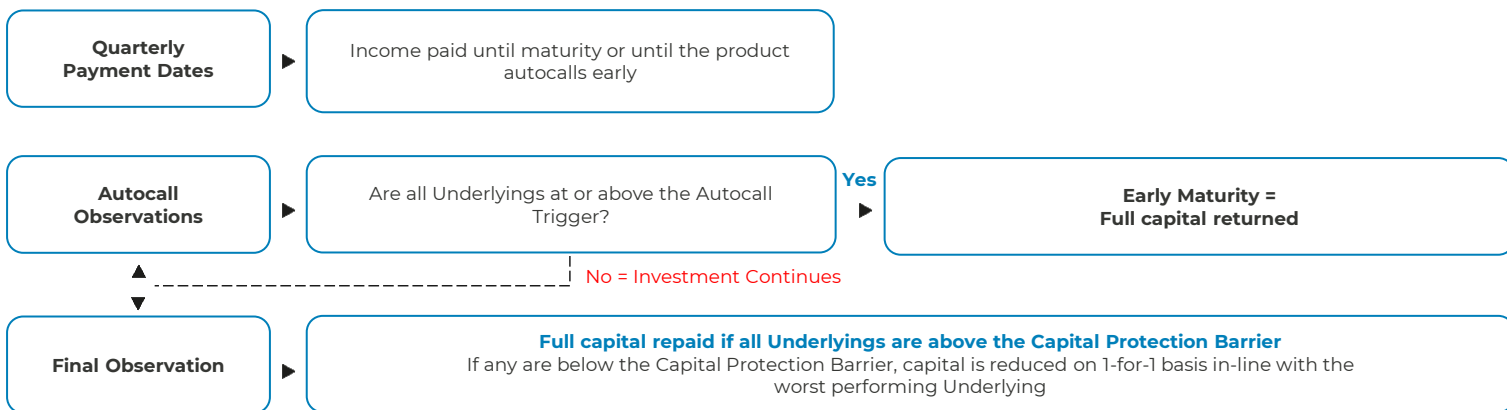 Quarterly
Payment Dates
Income paid until maturity or until the product
autocalls early
Autocall
Observations
Are all Underlyings at or above the Autocall
Trigger?
Yes
Early Maturity =
Full capital returned
No = Investment Continues
Final Observation
Full capital repaid if all Underlyings are above the Capital Protection Barrier
If any are below the Capital Protection Barrier, capital is reduced on 1-for-1 basis in-line with the
worst performing Underlying